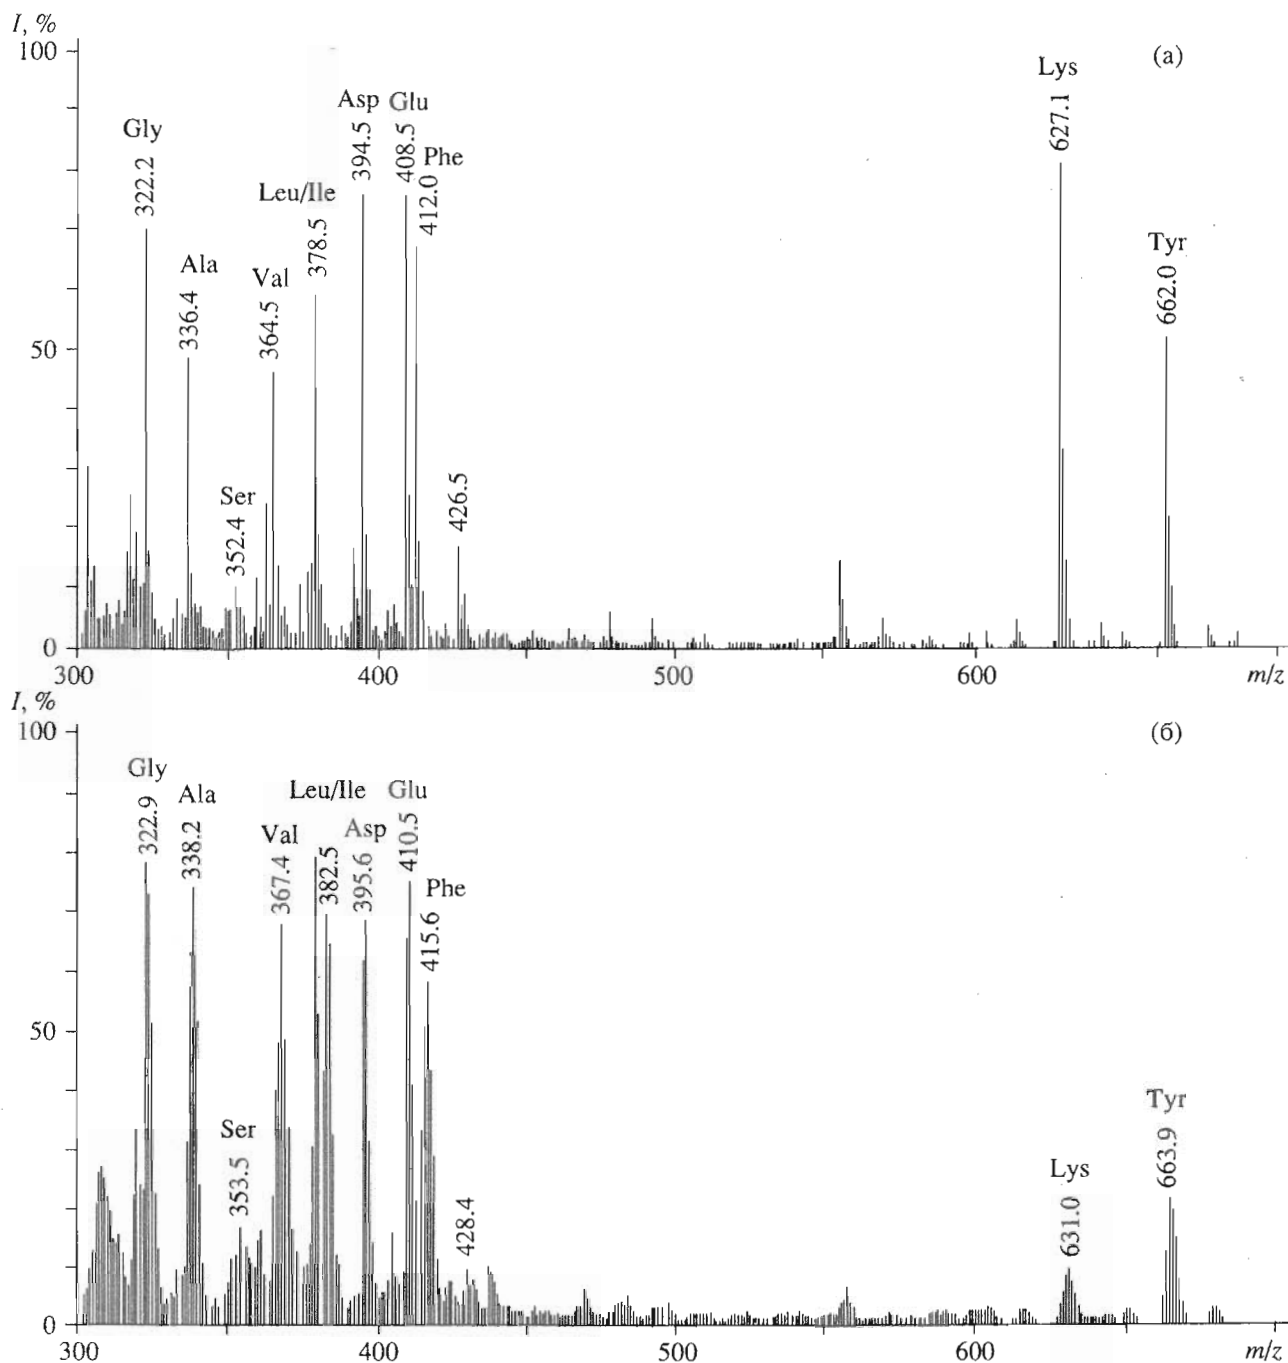 I, %
(а)
100
Lys
627.1
Asp Glu
394.5
408.5
Gly
322.2
Phe
412.0
Leu/Ile
378.5
Tyr
662.0
Ala
336.4
Val
364.5
50
Ser
352.4
426.5
0
300
400
500
600
m/z
I, %
(б)
100
Gly
322.9
Ala
338.2
Leu/Ile
382.5
Glu
410.5
Val
367.4
Asp
395.6
Phe
415.6
50
Ser
353.5
Tyr
663.9
Lys
631.0
428.4
0
300
400
500
600
m/z